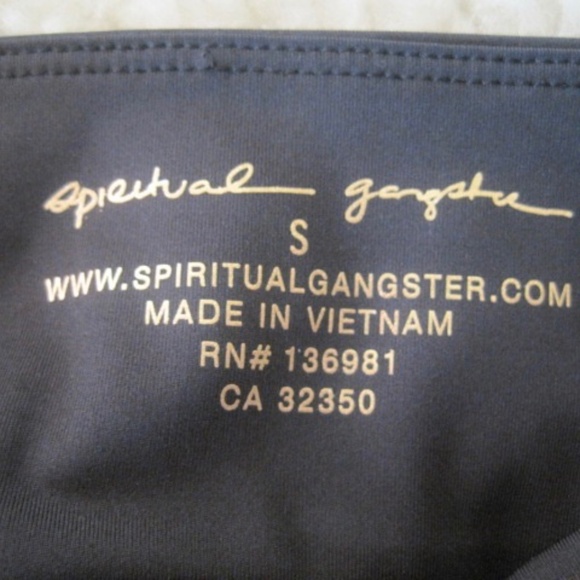 spiritual gangster
S
WWW.SPIRITUALGANGSTER.COM
MADE IN VIETNAM
RN# 136981
CA 32350